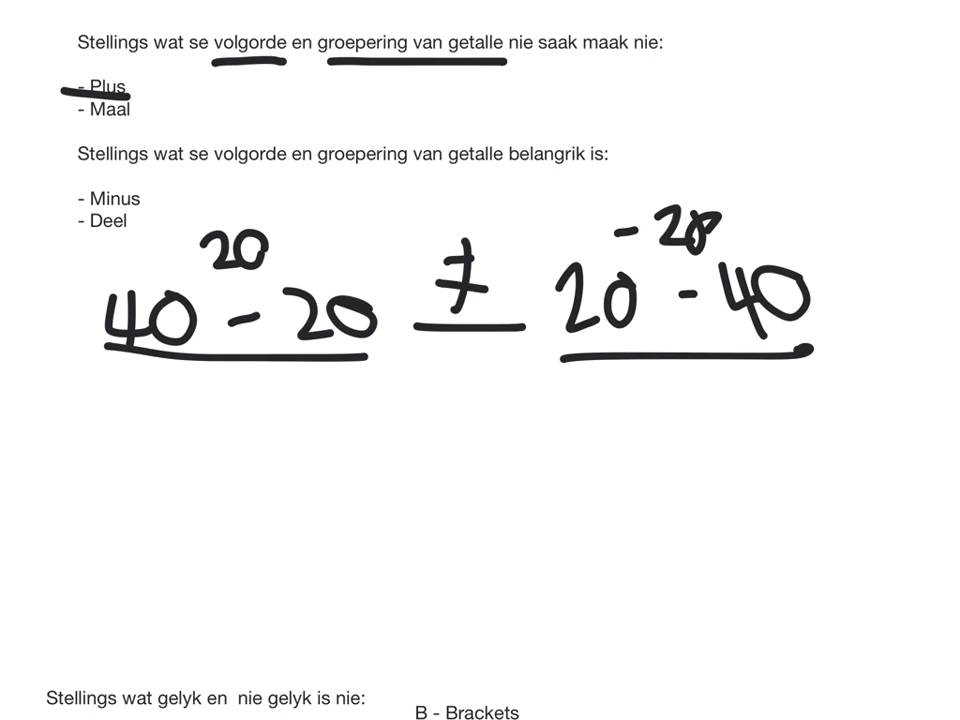 Stellings wat se volgorde en groepering van getalle nie saak maak nie:
- Plus
- Maal
Stellings wat se volgorde en groepering van getalle belangrik is:
- Minus
- Deel
20 - 20
40 - 20 ≠ 20 - 40
Stellings wat gelyk en nie gelyk is nie:
B - Brackets